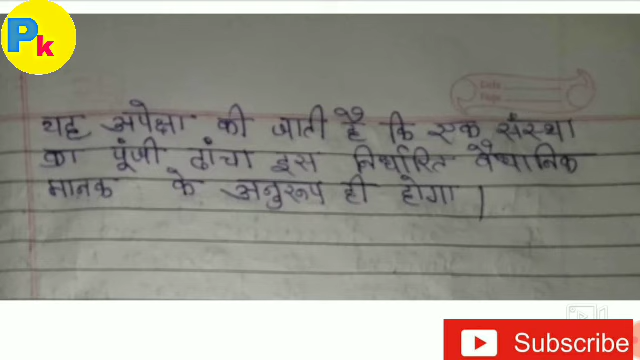 Pk
यह अपेक्षा की जाती है कि एक संस्था
का पूंजी ढांचा इस निर्धारित वैधानिक
मानक के अनुरूप ही होगा।
Subscribe